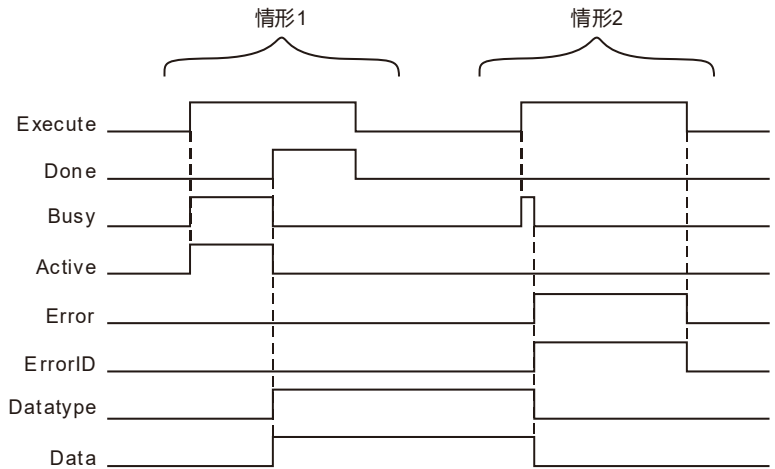 情形1 情形2
Execute
Done
Busy
Active
Error
ErrorID
Datatype
Data